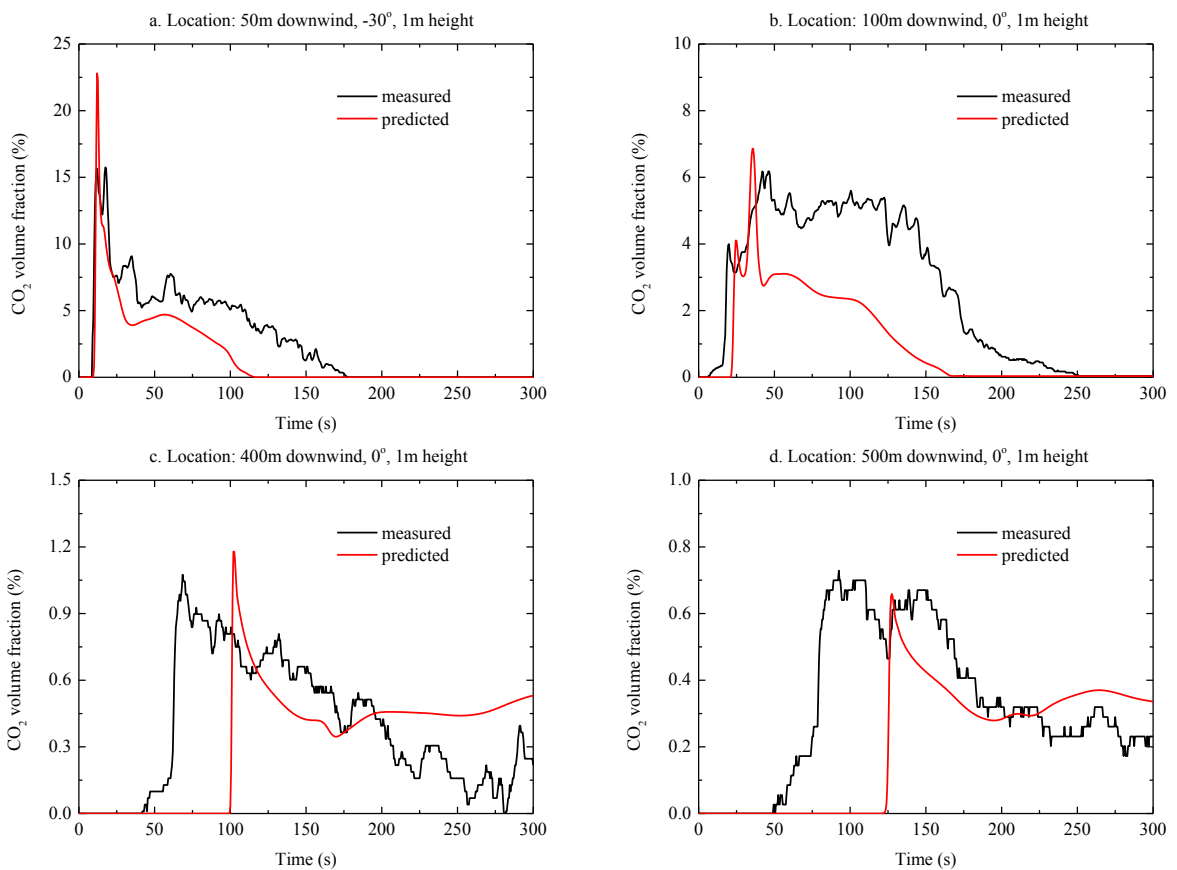 a. Location: 50m downwind, -30°, 1m height
25
20
15
10
5
0
CO₂ volume fraction (%)
measured
predicted
0 50 100 150 200 250 300
Time (s)
b. Location: 100m downwind, 0°, 1m height
10
8
6
4
2
0
CO₂ volume fraction (%)
measured
predicted
0 50 100 150 200 250 300
Time (s)
c. Location: 400m downwind, 0°, 1m height
1.5
1.2
0.9
0.6
0.3
0.0
CO₂ volume fraction (%)
measured
predicted
0 50 100 150 200 250 300
Time (s)
d. Location: 500m downwind, 0°, 1m height
1.0
0.8
0.6
0.4
0.2
0.0
CO₂ volume fraction (%)
measured
predicted
0 50 100 150 200 250 300
Time (s)